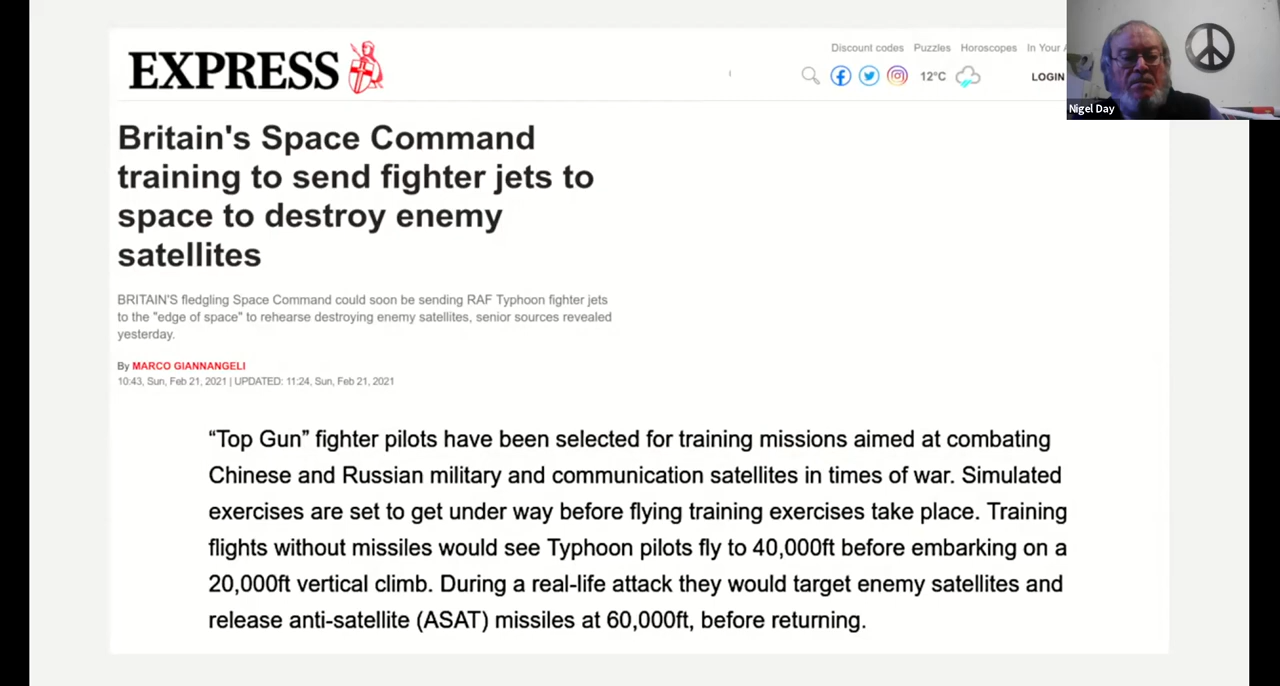 EXPRESS
Discount codes Puzzles Horoscopes In Your
12°C
LOGIN
Nigel Day
Britain's Space Command
training to send fighter jets to
space to destroy enemy
satellites
BRITAIN'S fledgling Space Command could soon be sending RAF Typhoon fighter jets
to the "edge of space" to rehearse destroying enemy satellites, senior sources revealed
yesterday.
By MARCO GIANNANGELI
10:43, Sun, Feb 21, 2021 | UPDATED: 11:24, Sun, Feb 21, 2021
“Top Gun” fighter pilots have been selected for training missions aimed at combating
Chinese and Russian military and communication satellites in times of war. Simulated
exercises are set to get under way before flying training exercises take place. Training
flights without missiles would see Typhoon pilots fly to 40,000ft before embarking on a
20,000ft vertical climb. During a real-life attack they would target enemy satellites and
release anti-satellite (ASAT) missiles at 60,000ft, before returning.